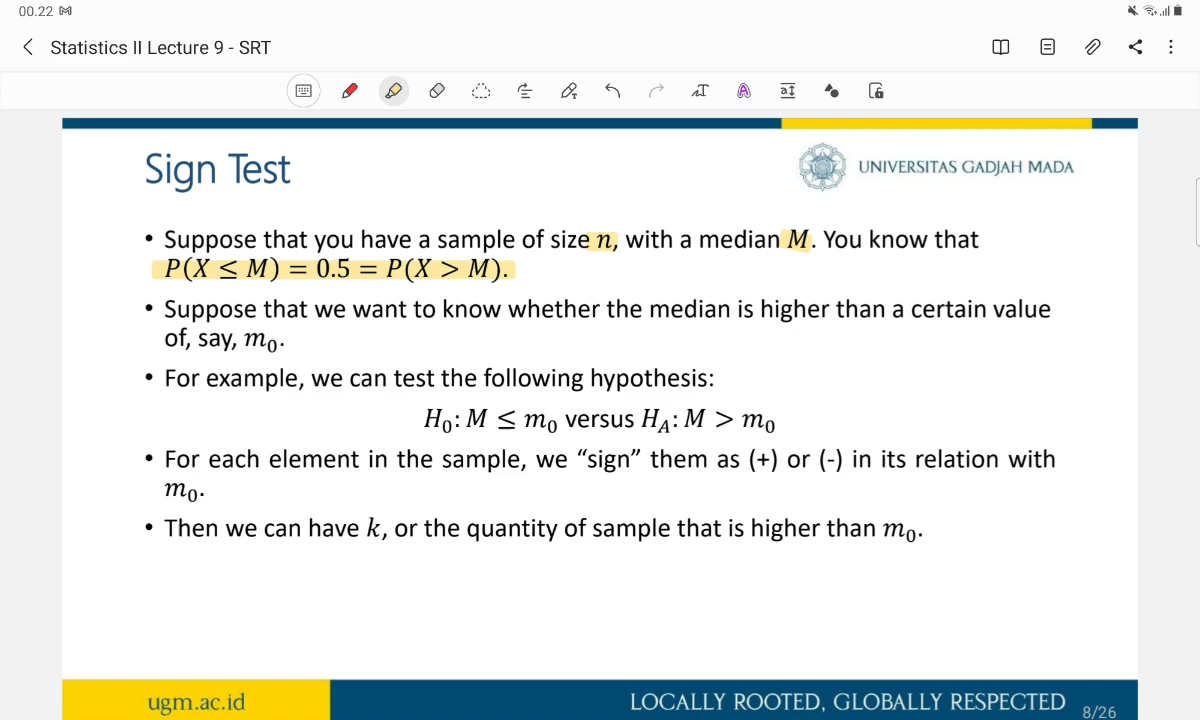 00.22
Statistics II Lecture 9 - SRT
Sign Test
UNIVERSITAS GADJAH MADA
• Suppose that you have a sample of size n, with a median M. You know that
P(X ≤ M) = 0.5 = P(X > M).
• Suppose that we want to know whether the median is higher than a certain value
of, say, m₀.
• For example, we can test the following hypothesis:
H₀: M ≤ m₀ versus H_A: M > m₀
• For each element in the sample, we “sign” them as (+) or (-) in its relation with
m₀.
• Then we can have k, or the quantity of sample that is higher than m₀.
ugm.ac.id
LOCALLY ROOTED, GLOBALLY RESPECTED
8/26